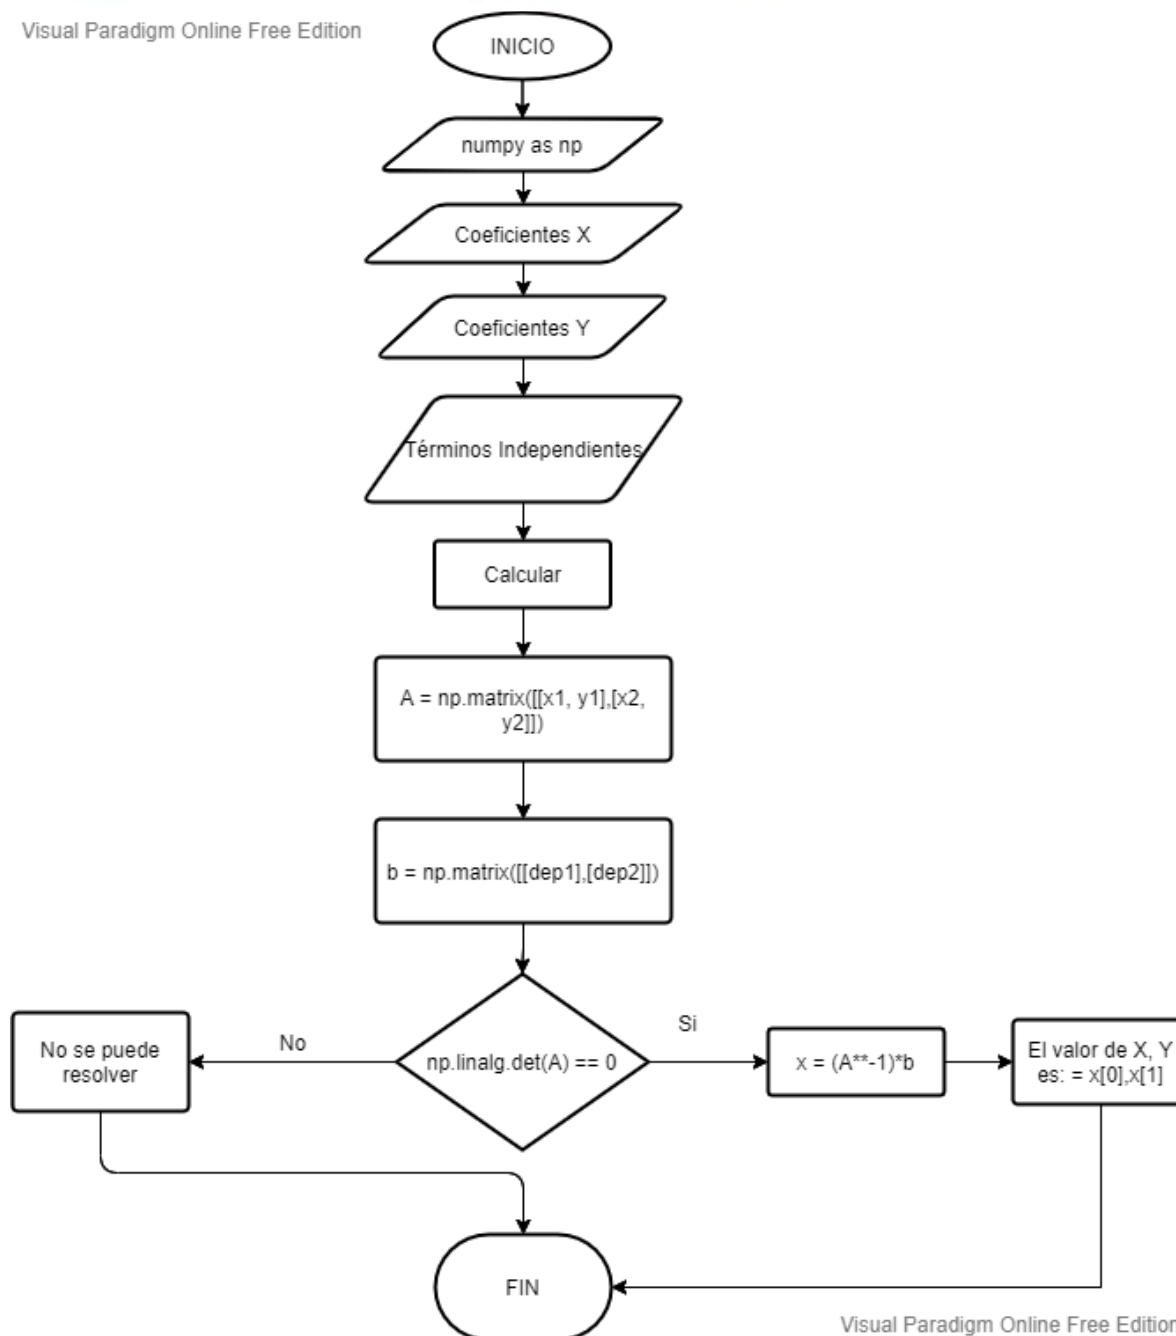 Visual Paradigm Online Free Edition
INICIO
numpy as np
Coeficientes X
Coeficientes Y
Términos Independientes
Calcular
A = np.matrix([[x1, y1],[x2,
y2]])
b = np.matrix([[dep1],[dep2]])
No se puede
resolver
No
np.linalg.det(A) == 0
Si
x = (A**-1)*b
El valor de X, Y
es: = x[0],x[1]
FIN
Visual Paradigm Online Free Edition